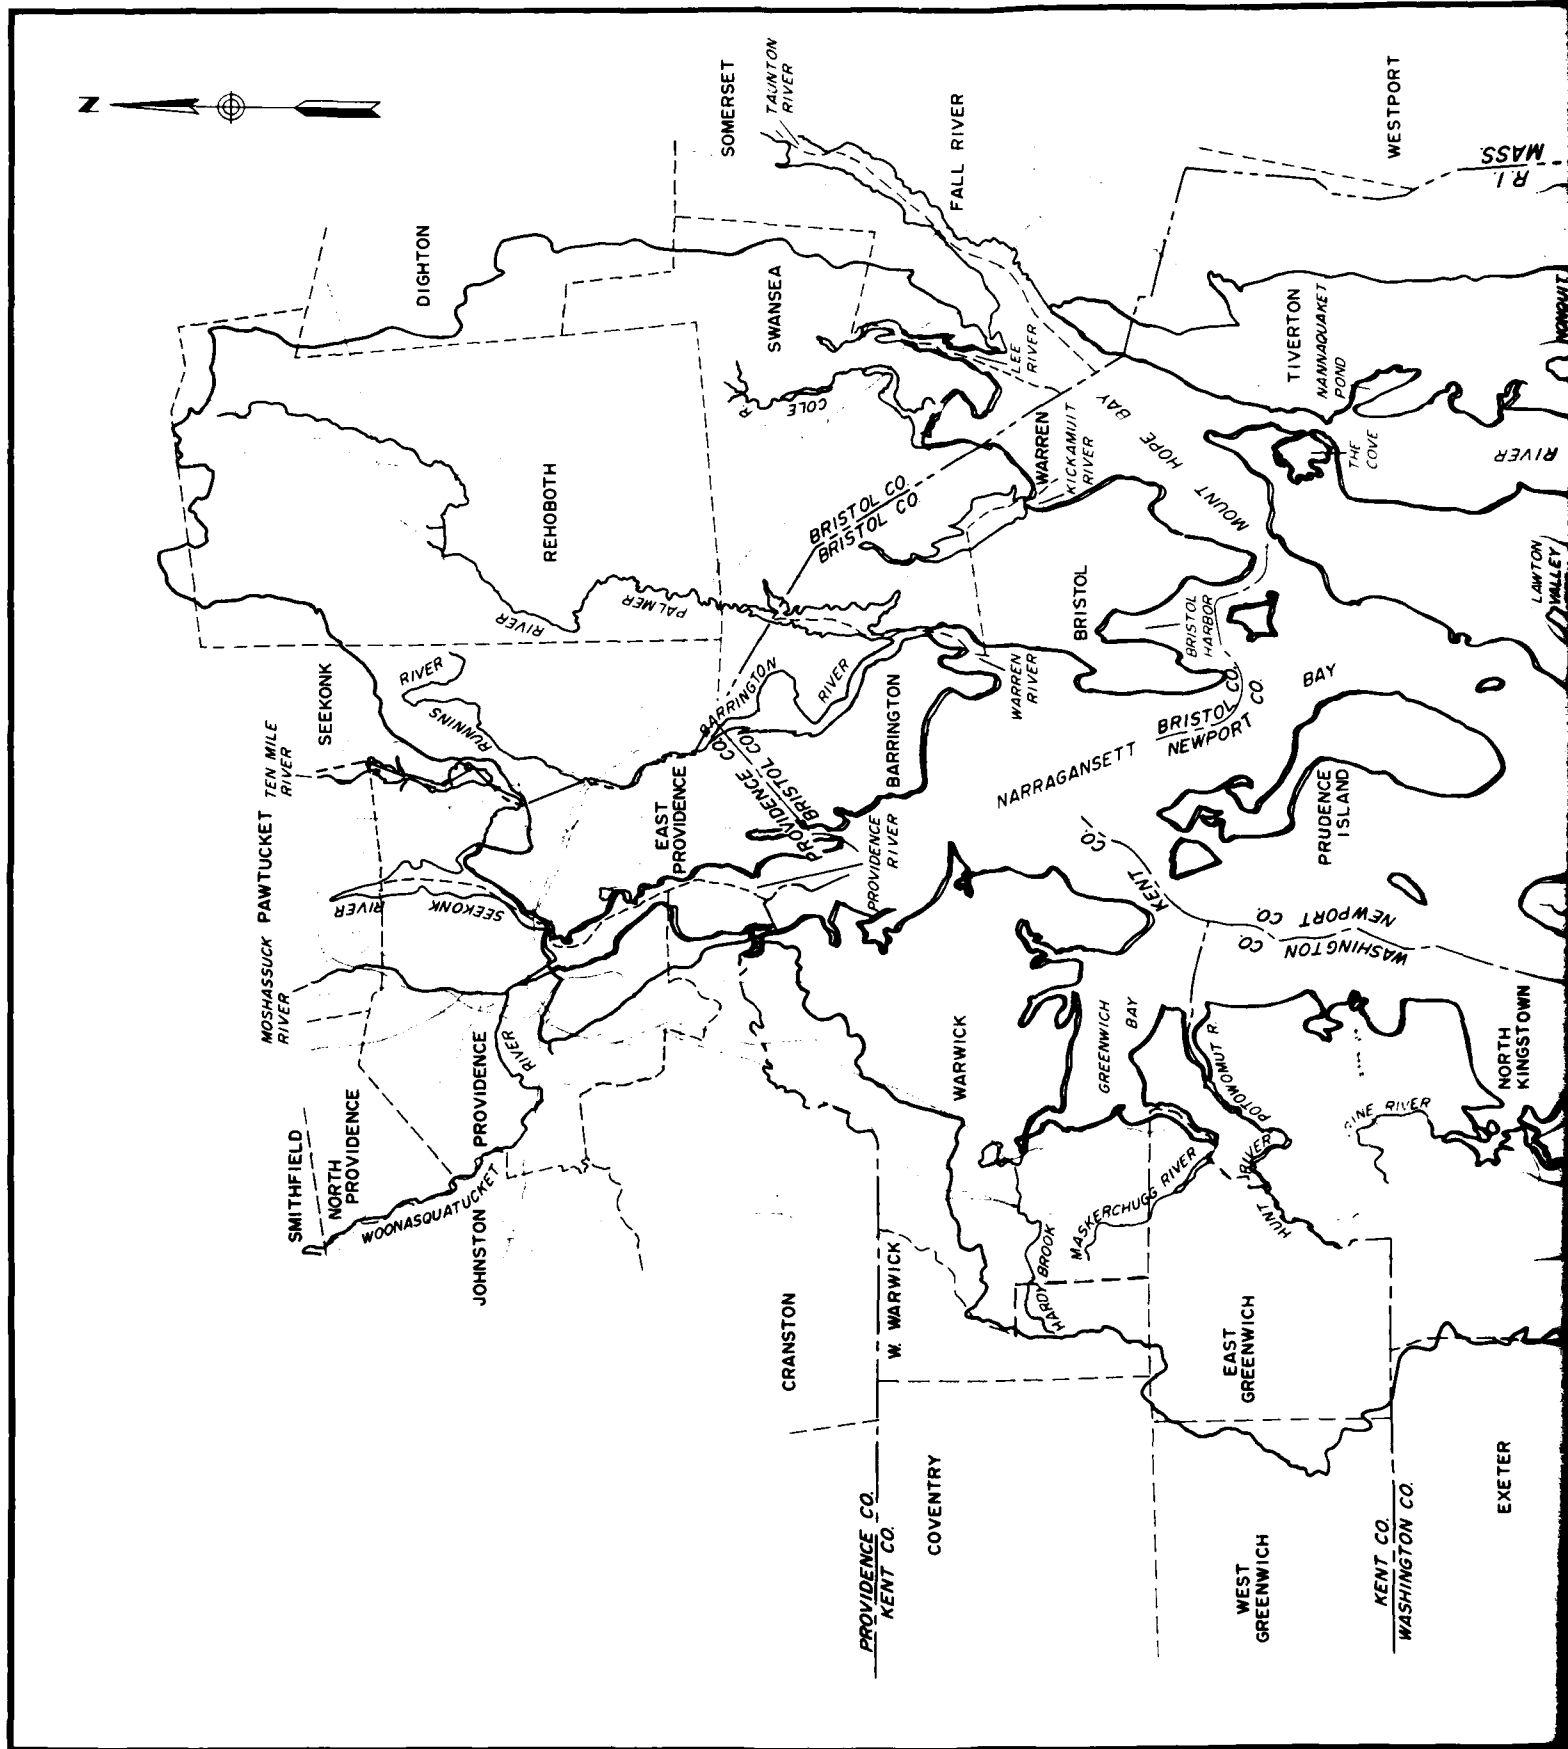 N
SMITHFIELD
NORTH
PROVIDENCE
MOSHASSUCK
RIVER
PAWTUCKET
TEN MILE
RIVER
SEEKONK
DIGHTON
SOMERSET
TAUNTON
RIVER
JOHNSTON
PROVIDENCE
WOONASQUATUCKET
RIVER
SEEKONK
RIVER
RUNNINS
RIVER
PALMER
RIVER
REHOBOTH
SWANSEA
FALL RIVER
EAST
PROVIDENCE
PROVIDENCE CO.
BRISTOL CO.
BARRINGTON
RIVER
BRISTOL CO.
BRISTOL CO.
COLE
R.
LEE
RIVER
CRANSTON
W. WARWICK
PROVIDENCE CO.
KENT CO.
COVENTRY
WARWICK
PROVIDENCE
RIVER
BARRINGTON
WARREN
RIVER
WARREN
KICKAMUIT
RIVER
MOUNT HOPE BAY
HARDY BROOK
MASKERCHUGG RIVER
GREENWICH
BAY
KENT CO.
NARRAGANSETT
BAY
BRISTOL
BRISTOL
HARBOR
BRISTOL CO.
NEWPORT CO.
WESTPORT
MASS.
R.I.
TIVERTON
NANNAQUAKET
POND
THE
COVE
RIVER
WEST
GREENWICH
EAST
GREENWICH
HUNT RIVER
POTOWOMUT R.
NEWPORT CO.
WASHINGTON CO.
PRUDENCE
ISLAND
LAWTON
VALLEY
KENT CO.
WASHINGTON CO.
EXETER
NORTH
KINGSTOWN
RIVER